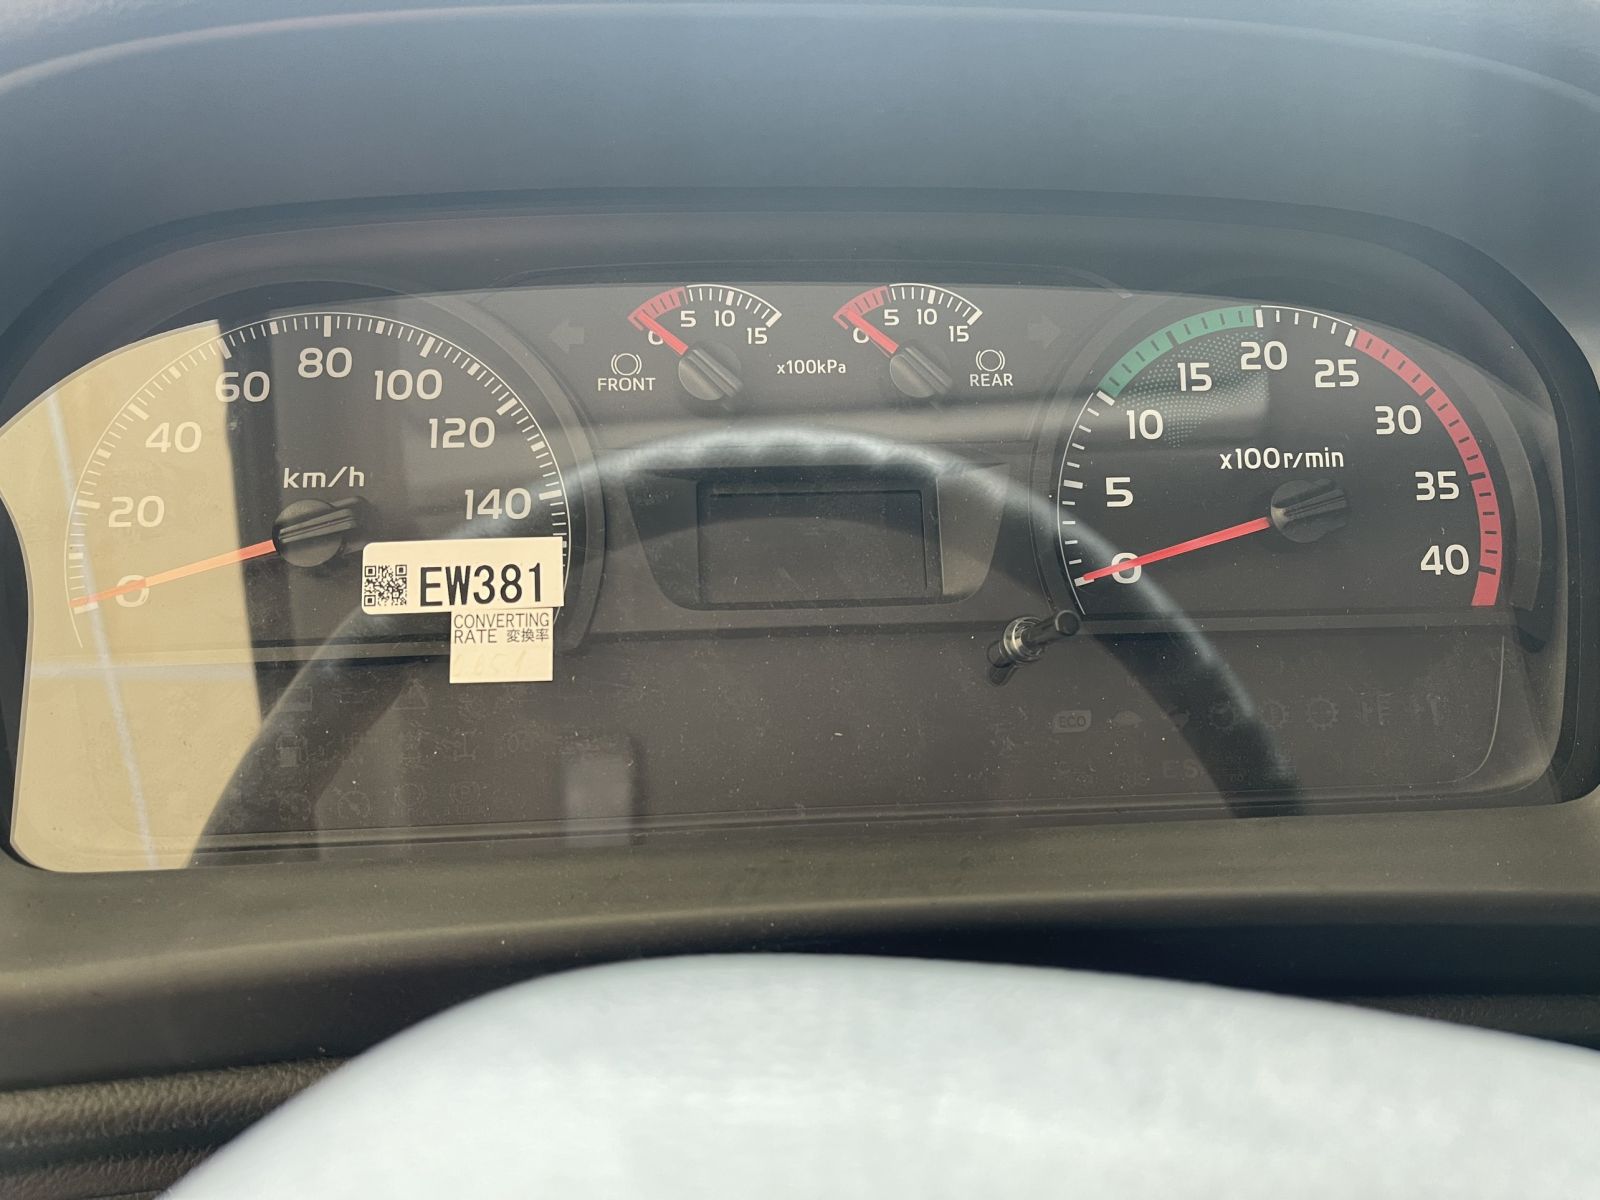 0 5 10 15
FRONT
x100kPa
0 5 10 15
REAR
0 20 40 60 80 100 120 140
km/h
0 5 10 15 20 25 30 35 40
x100r/min
EW381
CONVERTING
RATE 変換率
ECO